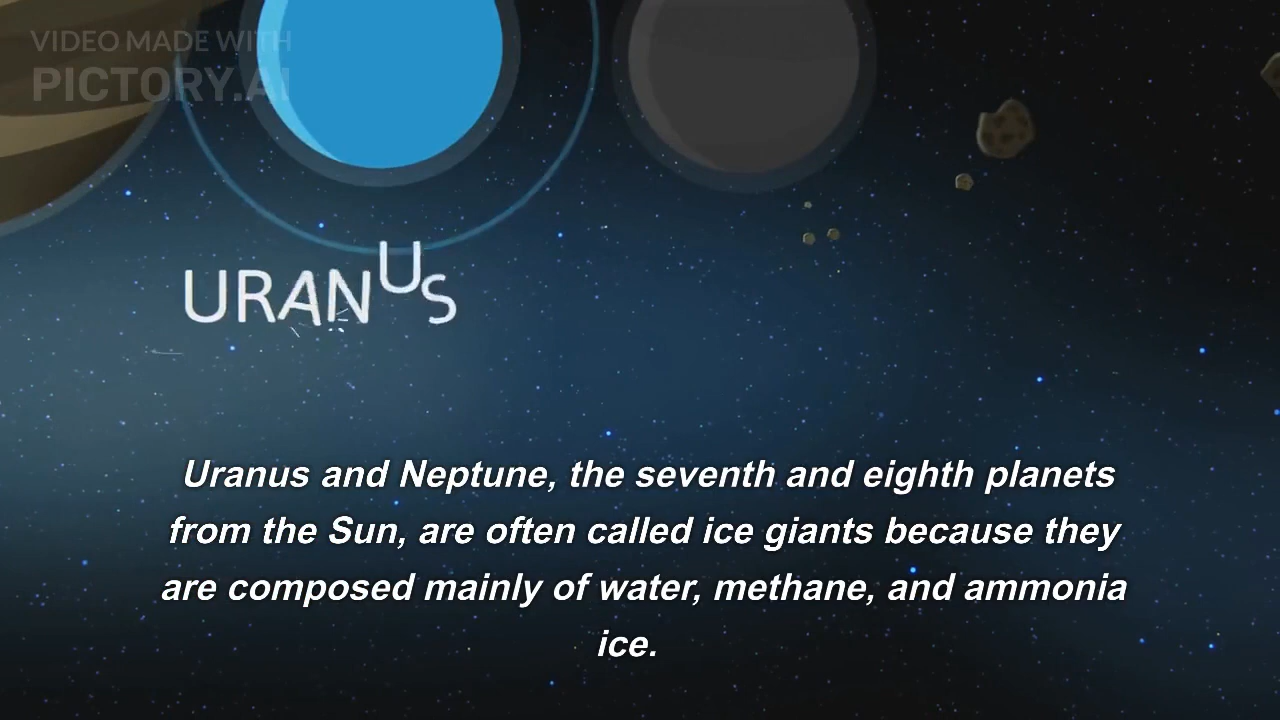 VIDEO MADE WITH
PICTORY.AI
URANUS
Uranus and Neptune, the seventh and eighth planets
from the Sun, are often called ice giants because they
are composed mainly of water, methane, and ammonia
ice.